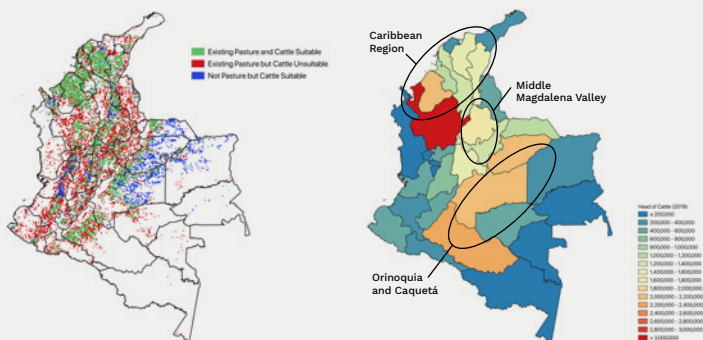 Existing Pasture and Cattle Suitable
Existing Pasture but Cattle Unsuitable
Not Pasture but Cattle Suitable
Caribbean
Region
Middle
Magdalena Valley
Orinoquia
and Caquetá
Head of Cattle (2019)
≤ 200,000
200,000 - 400,000
400,000 - 600,000
600,000 - 800,000
800,000 - 1,000,000
1,000,000 - 1,200,000
1,200,000 - 1,400,000
1,400,000 - 1,600,000
1,600,000 - 1,800,000
1,800,000 - 2,000,000
2,000,000 - 2,200,000
2,200,000 - 2,400,000
2,400,000 - 2,600,000
2,600,000 - 2,800,000
2,800,000 - 3,000,000
> 3,000,000